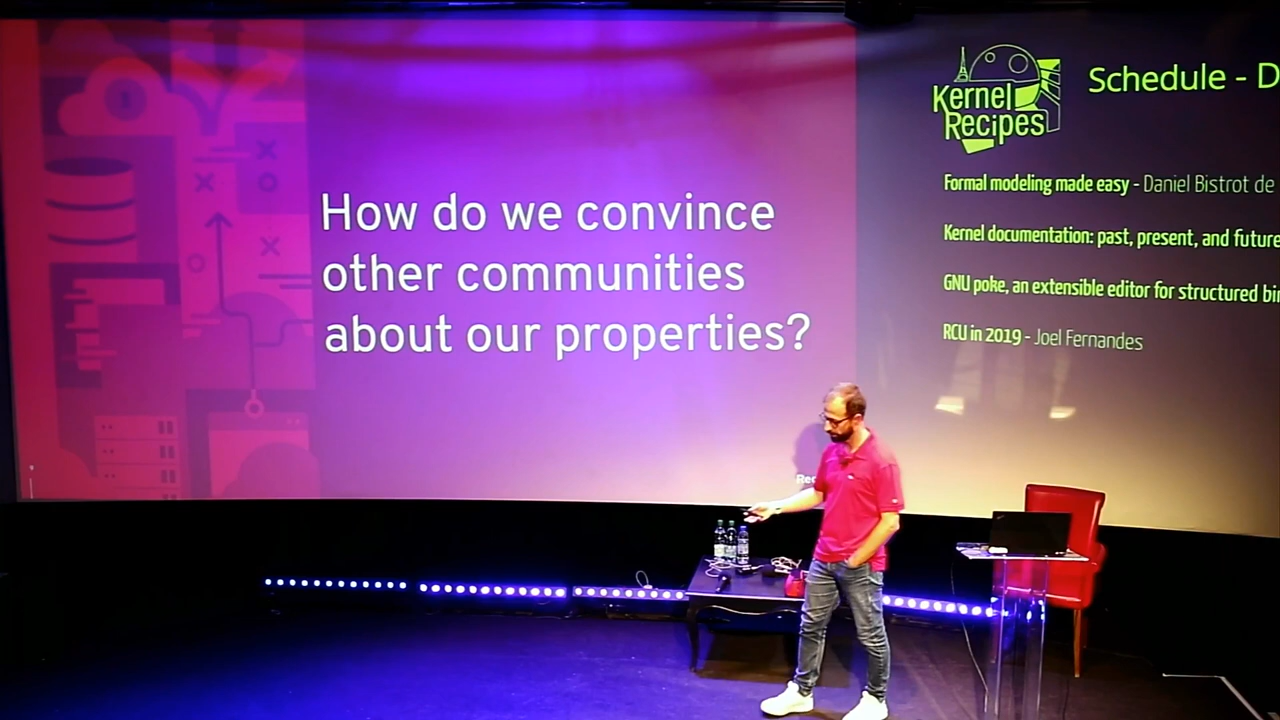 How do we convince
other communities
about our properties?
Kernel
Recipes
Schedule - D
Formal modeling made easy - Daniel Bistrot de
Kernel documentation: past, present, and future
GNU poke, an extensible editor for structured bi
RCU in 2019 - Joel Fernandes